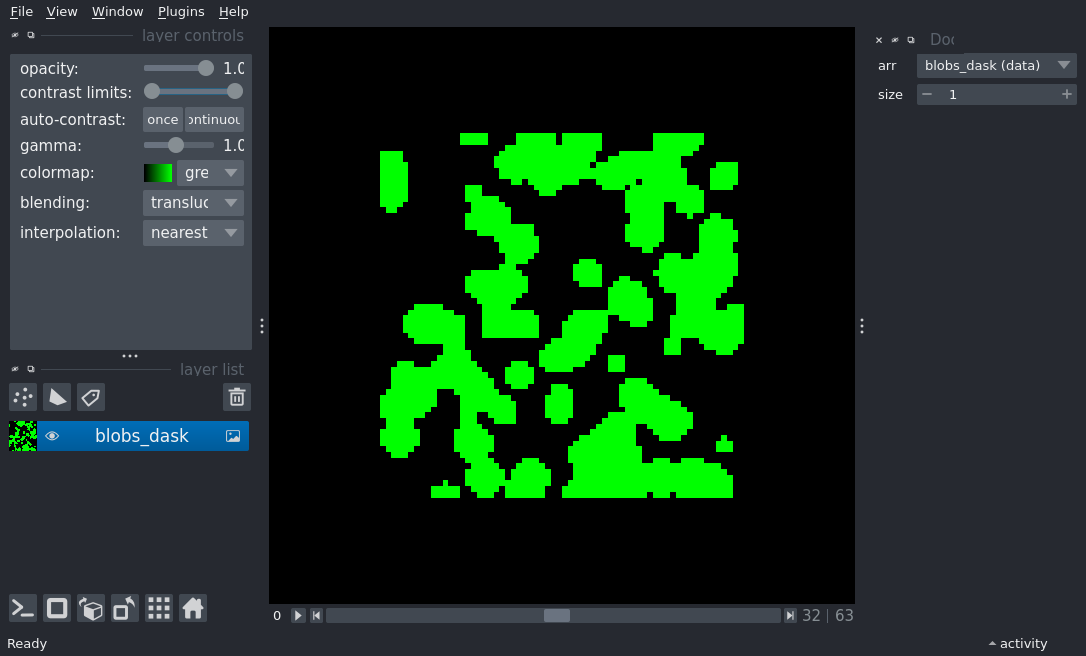 File View Window Plugins Help
layer controls
opacity: 1.0
contrast limits:
auto-contrast: once ontinuou
gamma: 1.0
colormap: gre
blending: transluc
interpolation: nearest
layer list
blobs_dask
Doc
arr blobs_dask (data)
size 1
0 32 | 63
Ready
activity